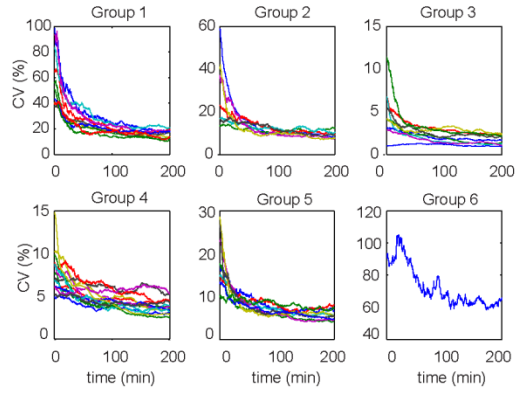 Group 1 Group 2 Group 3
100 80 60 40 20 0
CV (%)
0 100 200
60 40 20 0
0 100 200
15 10 5 0
0 100 200
Group 4 Group 5 Group 6
15 10 5 0
CV (%)
0 100 200
time (min)
30 20 10 0
0 100 200
time (min)
120 100 80 60 40
0 100 200
time (min)